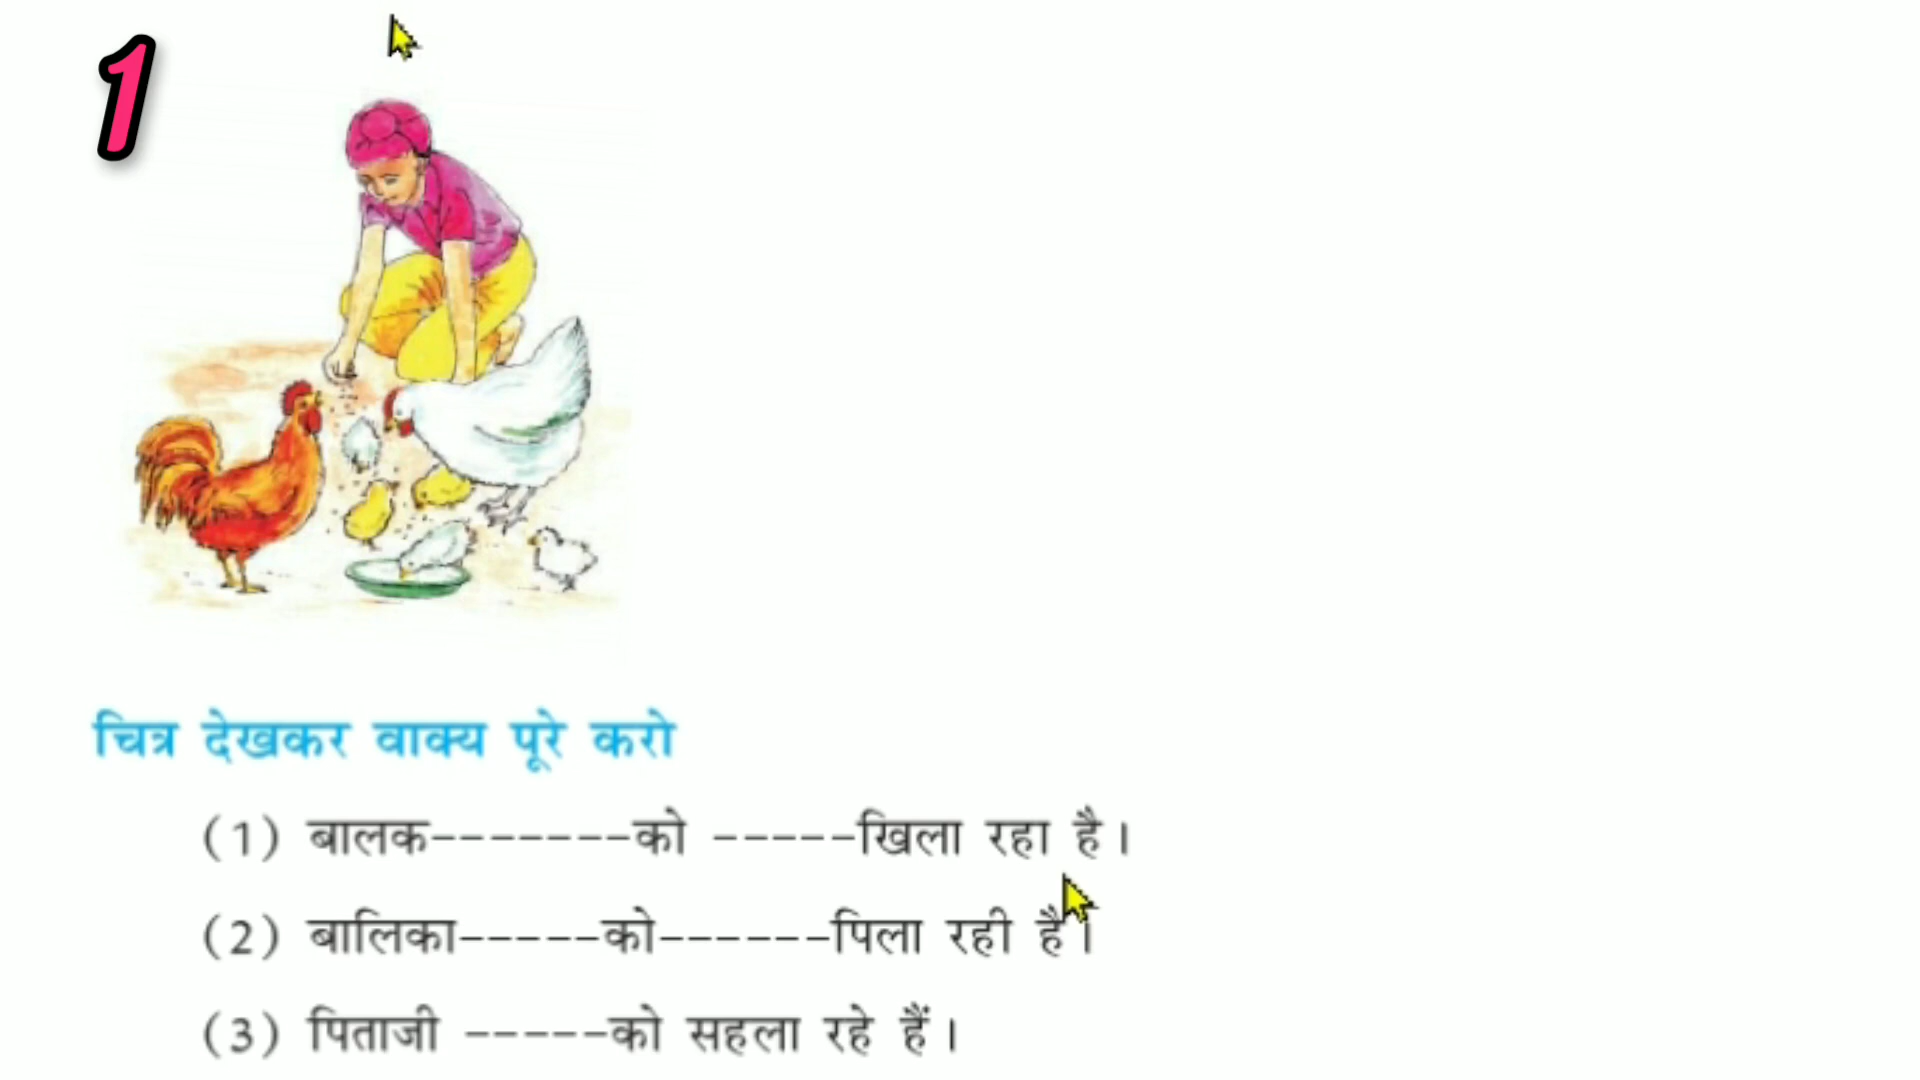 1
चित्र देखकर वाक्य पूरे करो
(1) बालक-------को -----खिला रहा है।
(2) बालिका-----को------पिला रही है।
(3) पिताजी -----को सहला रहे हैं।